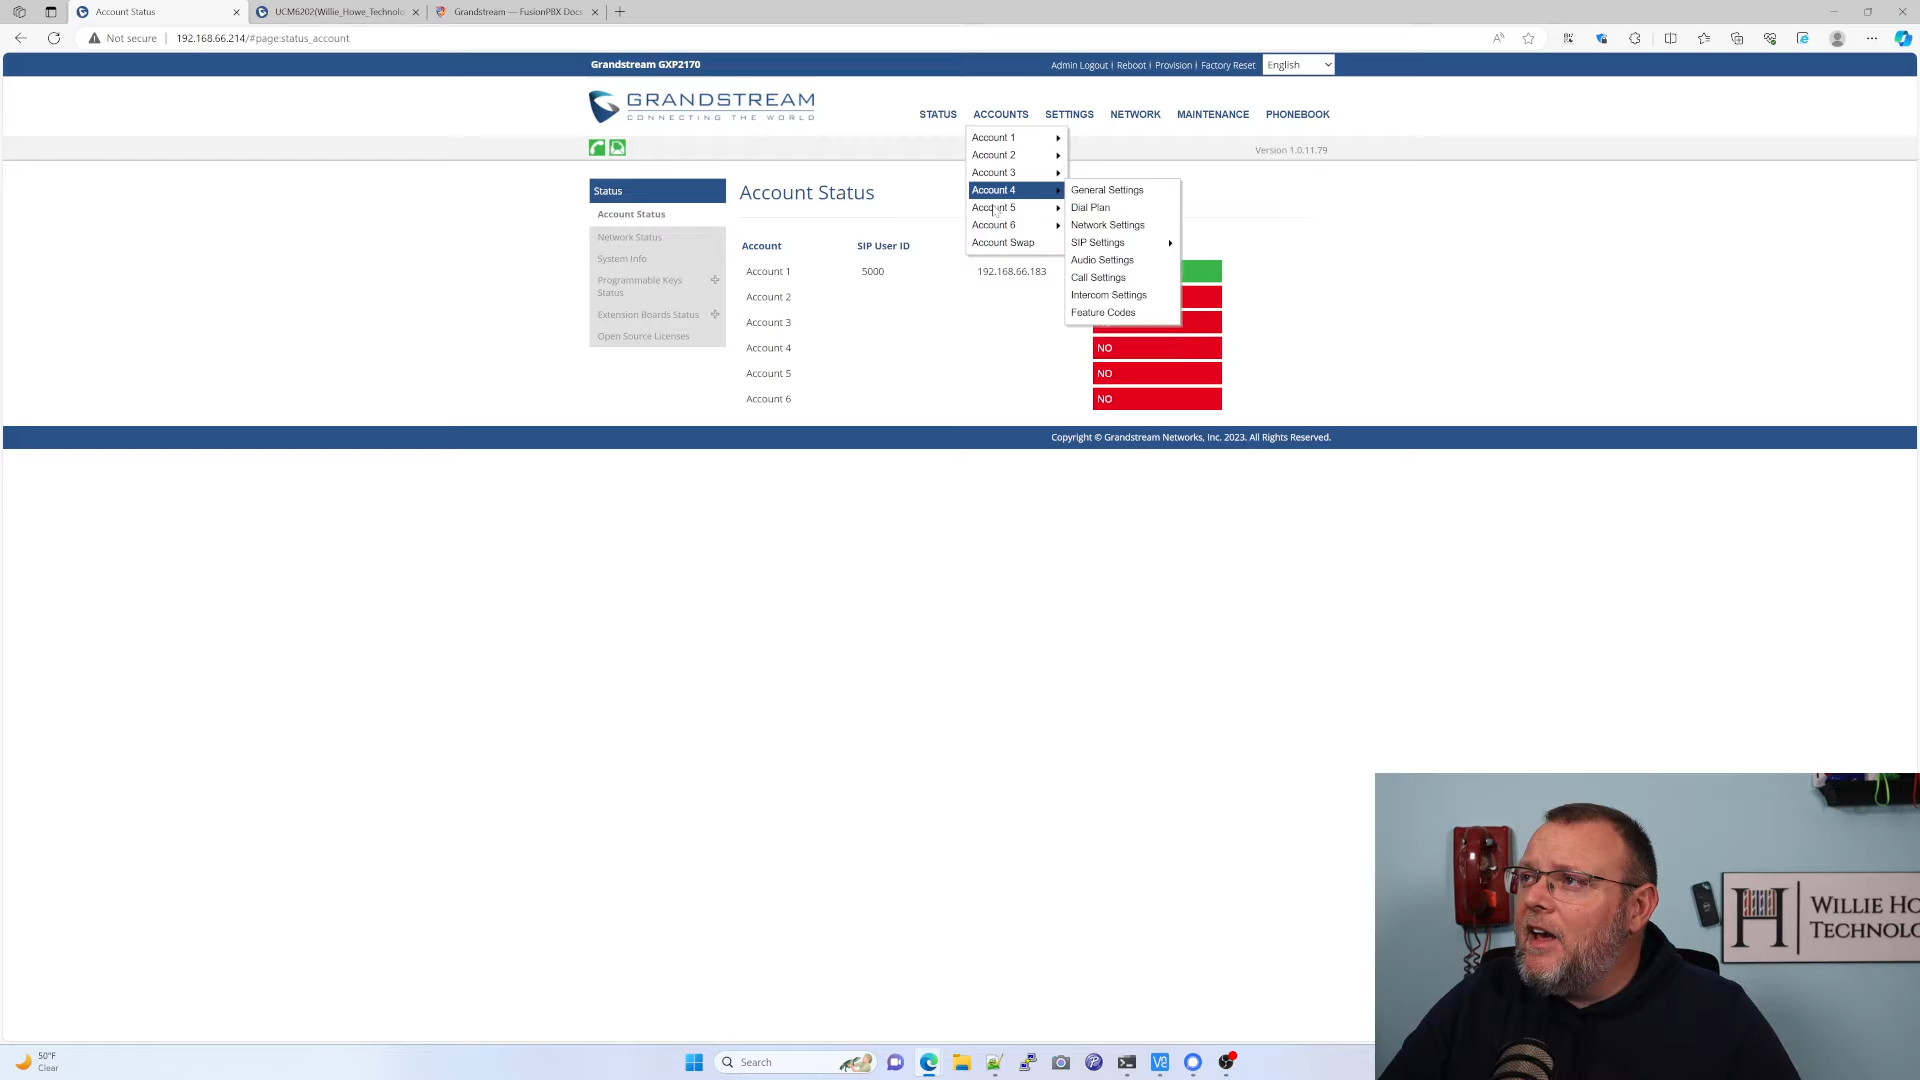 Account Status
UCM6202(Willie_Howe_Technolo
Grandstream — FusionPBX Docs
Not secure
192.168.66.214/#page:status_account
Grandstream GXP2170
Admin Logout | Reboot | Provision | Factory Reset
English
GRANDSTREAM
CONNECTING THE WORLD
STATUS
ACCOUNTS
SETTINGS
NETWORK
MAINTENANCE
PHONEBOOK
Version 1.0.11.79
Account 1
Account 2
Account 3
Account 4
Account 5
Account 6
Account Swap
General Settings
Dial Plan
Network Settings
SIP Settings
Audio Settings
Call Settings
Intercom Settings
Feature Codes
Status
Account Status
Network Status
System Info
Programmable Keys
Status
Extension Boards Status
Open Source Licenses
Account Status
Account SIP User ID
Account 1 5000 192.168.66.183
Account 2
Account 3
Account 4 NO
Account 5 NO
Account 6 NO
Copyright © Grandstream Networks, Inc. 2023. All Rights Reserved.
WILLIE HO
TECHNOLO
50°F
Clear
Search